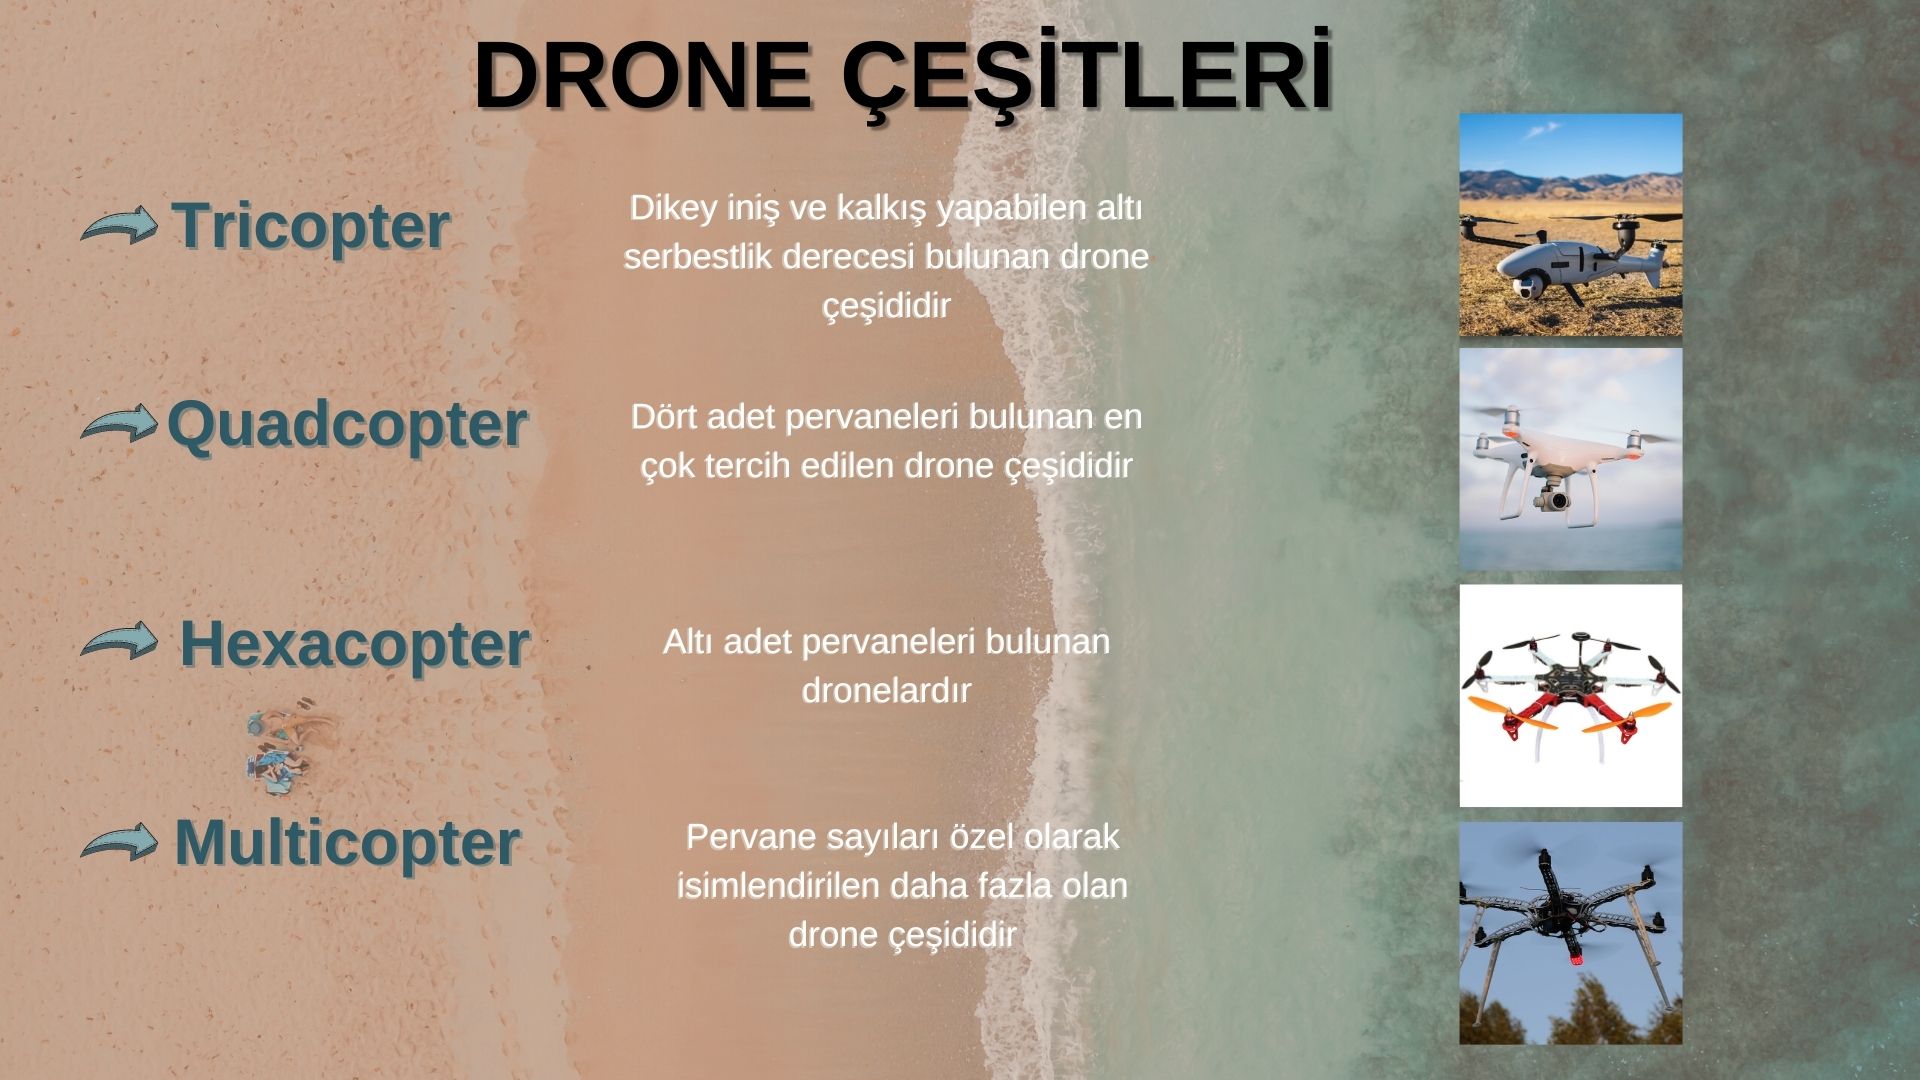 DRONE ÇEŞİTLERİ
Tricopter
Dikey iniş ve kalkış yapabilen altı
serbestlik derecesi bulunan drone
çeşididir
Quadcopter
Dört adet pervaneleri bulunan en
çok tercih edilen drone çeşididir
Hexacopter
Altı adet pervaneleri bulunan
dronelardır
Multicopter
Pervane sayıları özel olarak
isimlendirilen daha fazla olan
drone çeşididir